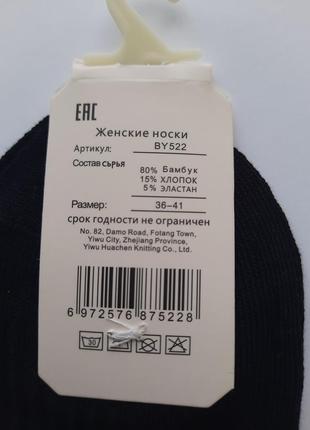 EAC
Женские носки
Артикул: BY522
Состав сырья 80% Бамбук
15% ХЛОПОК
5% ЭЛАСТАН
Размер: 36-41
срок годности не ограничен
No. 82, Damo Road, Fotang Town,
Yiwu City, Zhejiang Province,
Yiwu Huachen Knitting Co., Ltd.
6 972576 875228
30